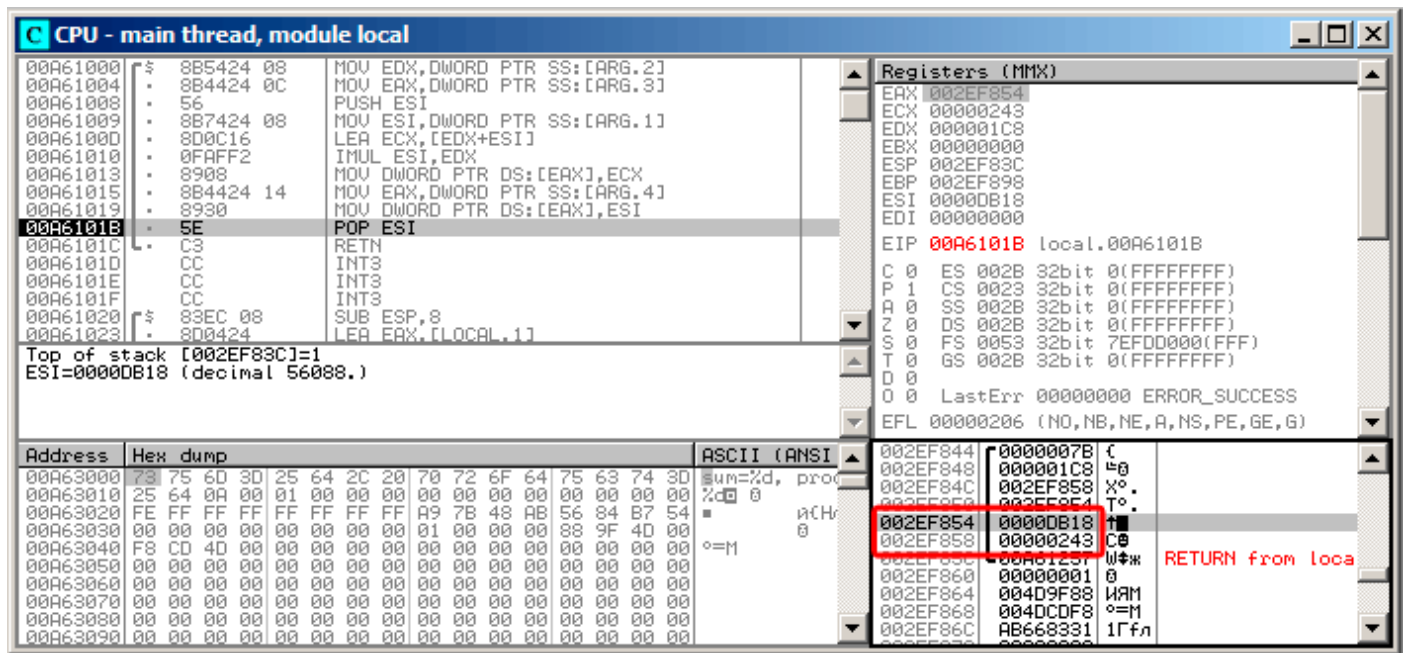 C CPU - main thread, module local
00A61000 $ 8B5424 08 MOV EDX,DWORD PTR SS:[ARG.2]
00A61004 . 8B4424 0C MOV EAX,DWORD PTR SS:[ARG.3]
00A61008 . 56 PUSH ESI
00A61009 . 8B7424 08 MOV ESI,DWORD PTR SS:[ARG.1]
00A6100D . 8D0C16 LEA ECX,[EDX+ESI]
00A61010 . 0FAFF2 IMUL ESI,EDX
00A61013 . 8908 MOV DWORD PTR DS:[EAX],ECX
00A61015 . 8B4424 14 MOV EAX,DWORD PTR SS:[ARG.4]
00A61019 . 8930 MOV DWORD PTR DS:[EAX],ESI
00A6101B . 5E POP ESI
00A6101C . C3 RETN
00A6101D CC INT3
00A6101E CC INT3
00A6101F CC INT3
00A61020 $ 83EC 08 SUB ESP,8
00A61023 . 8D0424 LEA EAX,[LOCAL.1]
Top of stack [002EF83C]=1
ESI=0000DB18 (decimal 56088.)
Registers (MMX)
EAX 002EF854
ECX 00000243
EDX 000001C8
EBX 00000000
ESP 002EF83C
EBP 002EF898
ESI 0000DB18
EDI 00000000
EIP 00A6101B local.00A6101B
C 0 ES 002B 32bit 0(FFFFFFFF)
P 1 CS 0023 32bit 0(FFFFFFFF)
A 0 SS 002B 32bit 0(FFFFFFFF)
Z 0 DS 002B 32bit 0(FFFFFFFF)
S 0 FS 0053 32bit 7EFDD000(FFF)
T 0 GS 002B 32bit 0(FFFFFFFF)
D 0
O 0 LastErr 00000000 ERROR_SUCCESS
EFL 00000206 (NO,NB,NE,A,NS,PE,GE,G)
Address Hex dump ASCII (ANSI
00A63000 73 75 6D 3D 25 64 2C 20 70 72 6F 64 75 63 74 3D sum=%d, proc
00A63010 25 64 0A 00 01 00 00 00 00 00 00 00 00 00 00 00 %d
00A63020 FE FF FF FF FF FF FF FF A9 7B 48 AB 56 84 B7 54 й{H
00A63030 00 00 00 00 00 00 00 00 01 00 00 00 88 9F 4D 00
00A63040 F8 CD 4D 00 00 00 00 00 00 00 00 00 00 00 00 00 °=M
00A63050 00 00 00 00 00 00 00 00 00 00 00 00 00 00 00 00
00A63060 00 00 00 00 00 00 00 00 00 00 00 00 00 00 00 00
00A63070 00 00 00 00 00 00 00 00 00 00 00 00 00 00 00 00
00A63080 00 00 00 00 00 00 00 00 00 00 00 00 00 00 00 00
00A63090 00 00 00 00 00 00 00 00 00 00 00 00 00 00 00 00
002EF844 0000007B {
002EF848 000001C8 ╚☺
002EF84C 002EF858 X°.
002EF850 002EF854 T°.
002EF854 0000DB18 ↑█
002EF858 00000243 C☻
002EF85C 00A61257 W↕ж RETURN from loca
002EF860 00000001 ☺
002EF864 004D9F88 ИЯM
002EF868 004DCDF8 °=M
002EF86C AB668331 1Гfл